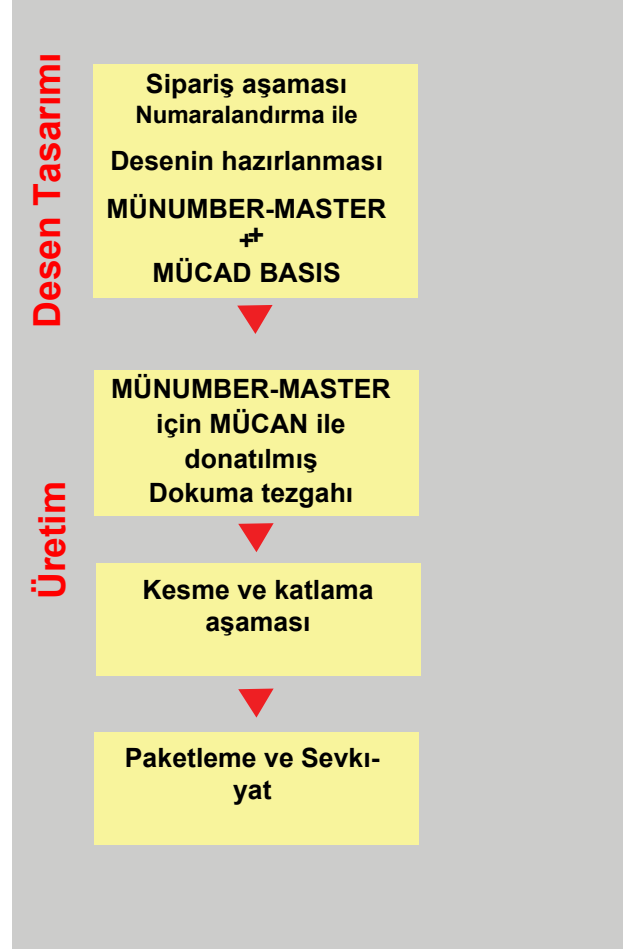 Desen Tasarımı
Sipariş aşaması
Numaralandırma ile
Desenin hazırlanması
MÜNUMBER-MASTER
++
MÜCAD BASIS
Üretim
MÜNUMBER-MASTER
için MÜCAN ile
donatılmış
Dokuma tezgahı
Kesme ve katlama
aşaması
Paketleme ve Sevkı-
yat